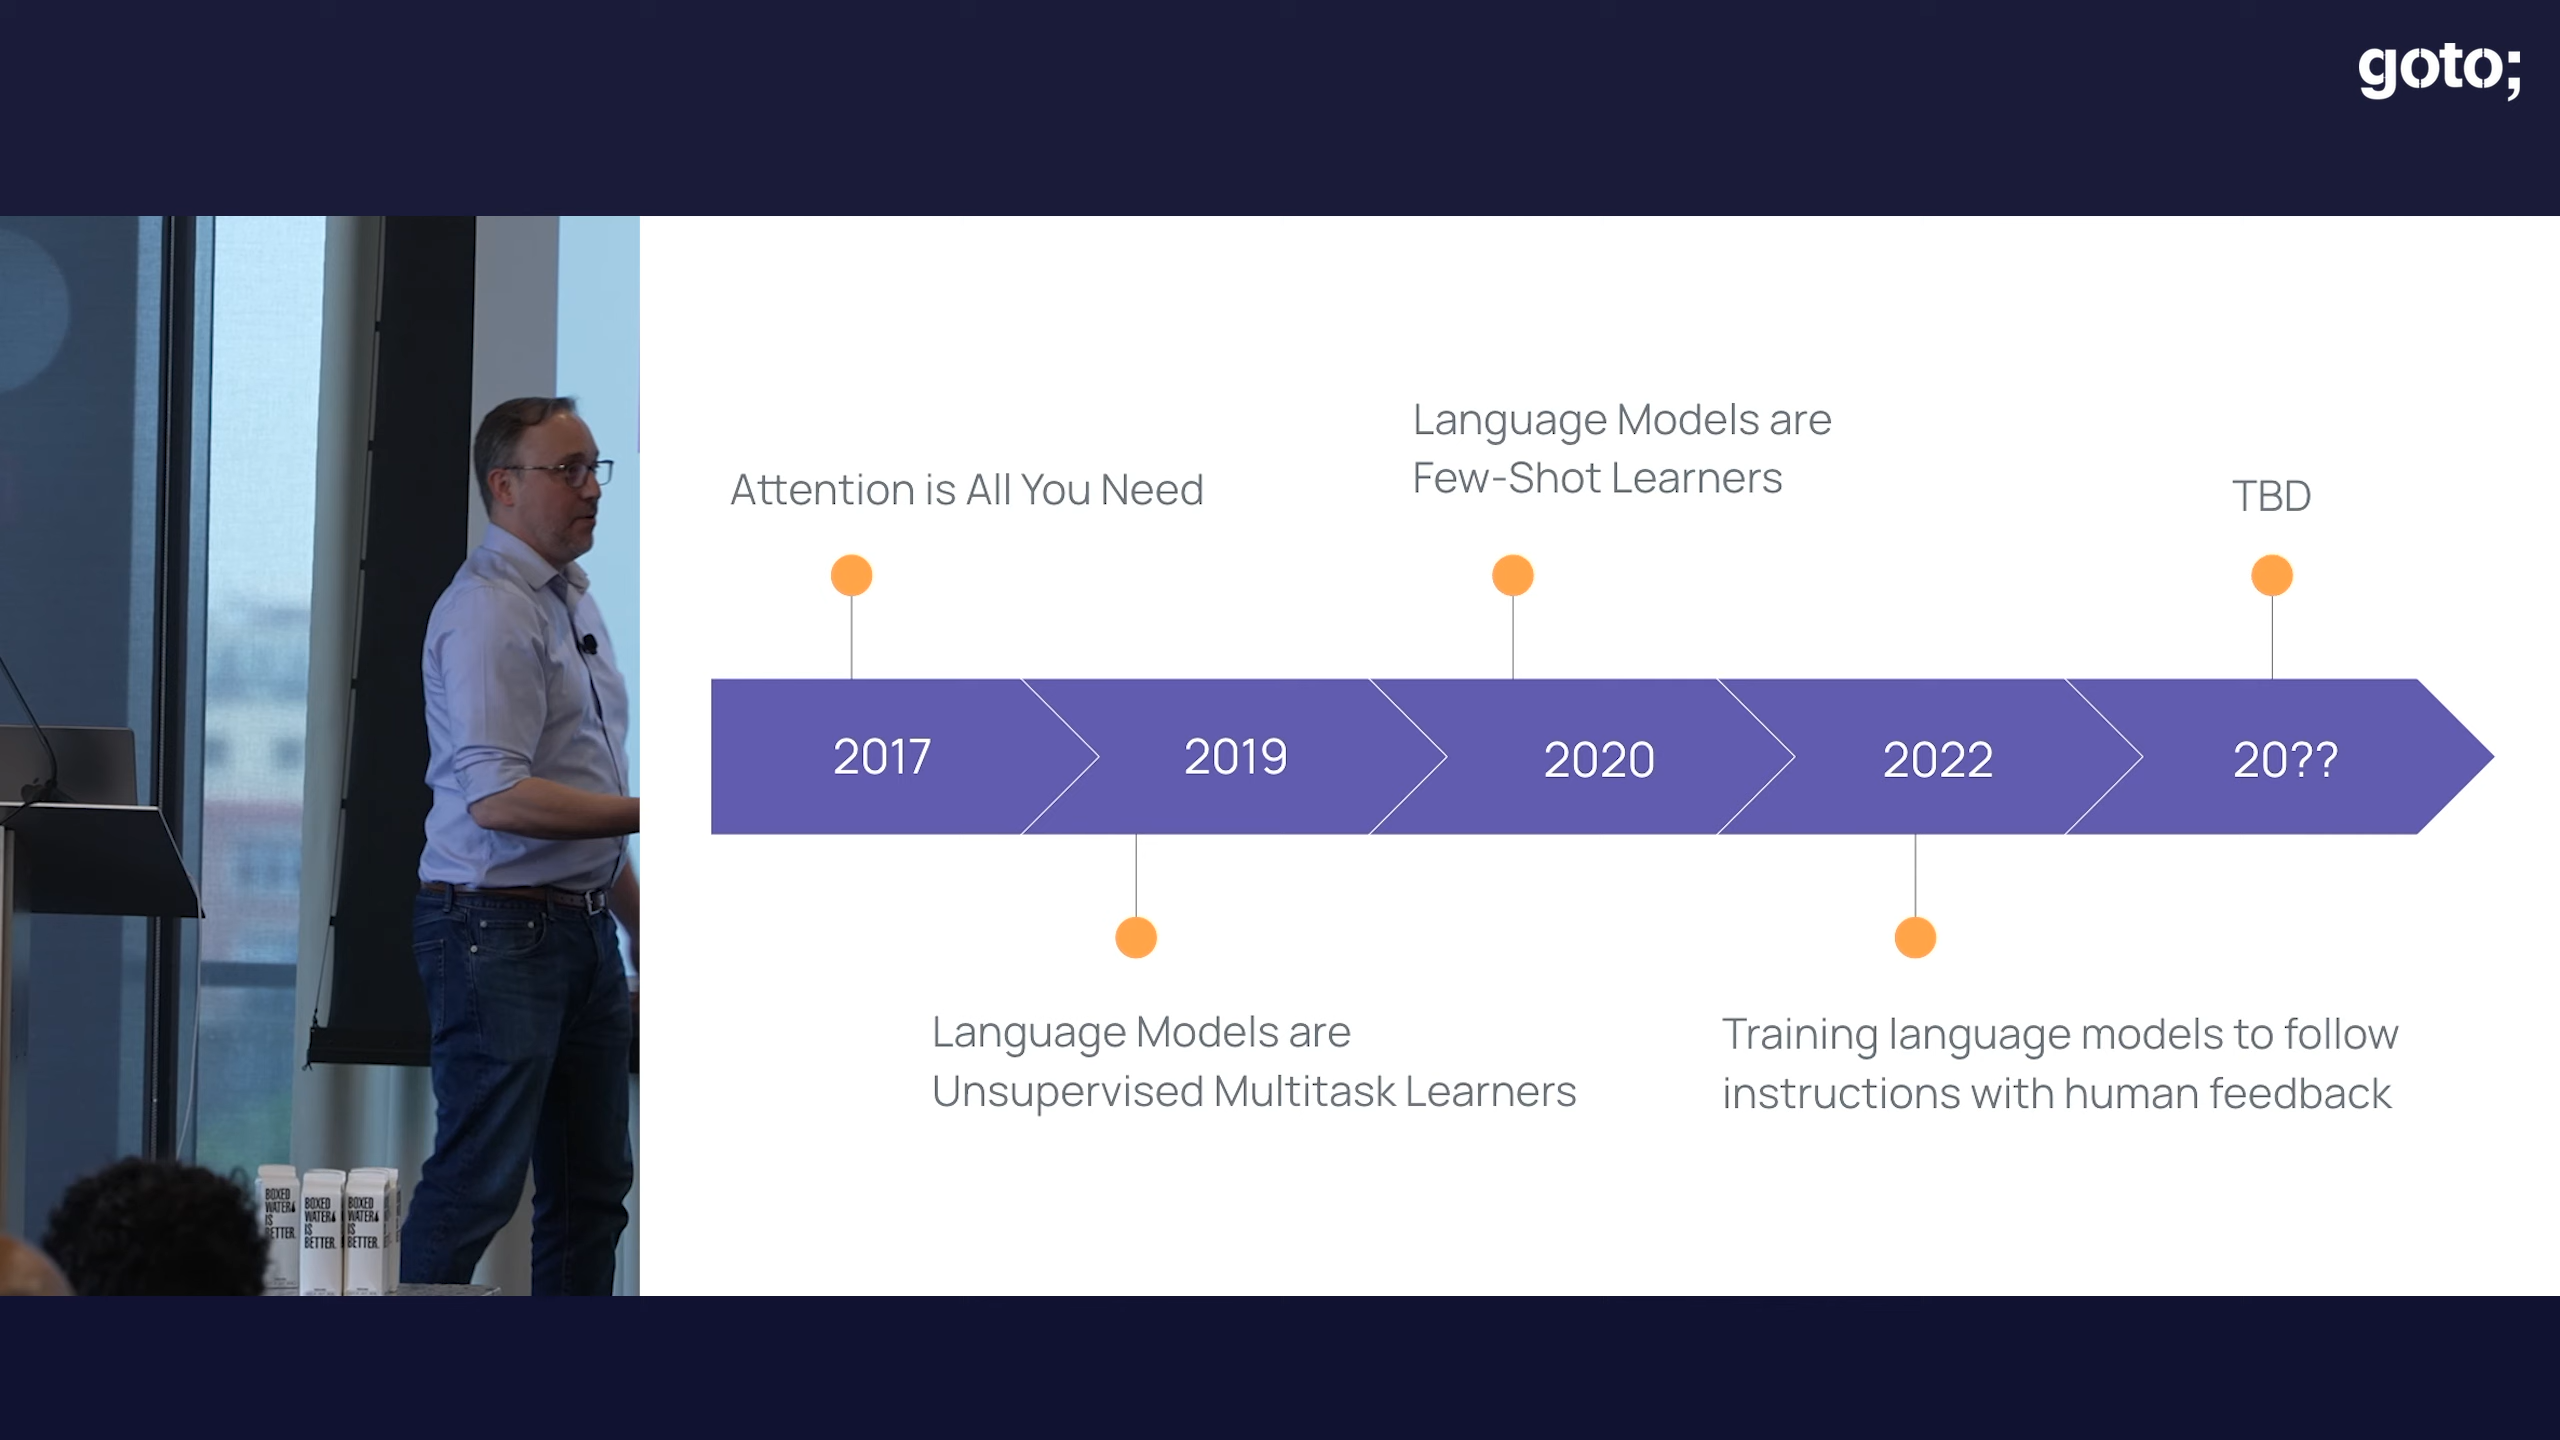 goto;
Attention is All You Need
Language Models are
Few-Shot Learners
TBD
2017
2019
2020
2022
20??
Language Models are
Unsupervised Multitask Learners
Training language models to follow
instructions with human feedback
BOXED
WATER
IS
BETTER.
BOXED
WATER
IS
BETTER.
BOXED
WATER
IS
BETTER.